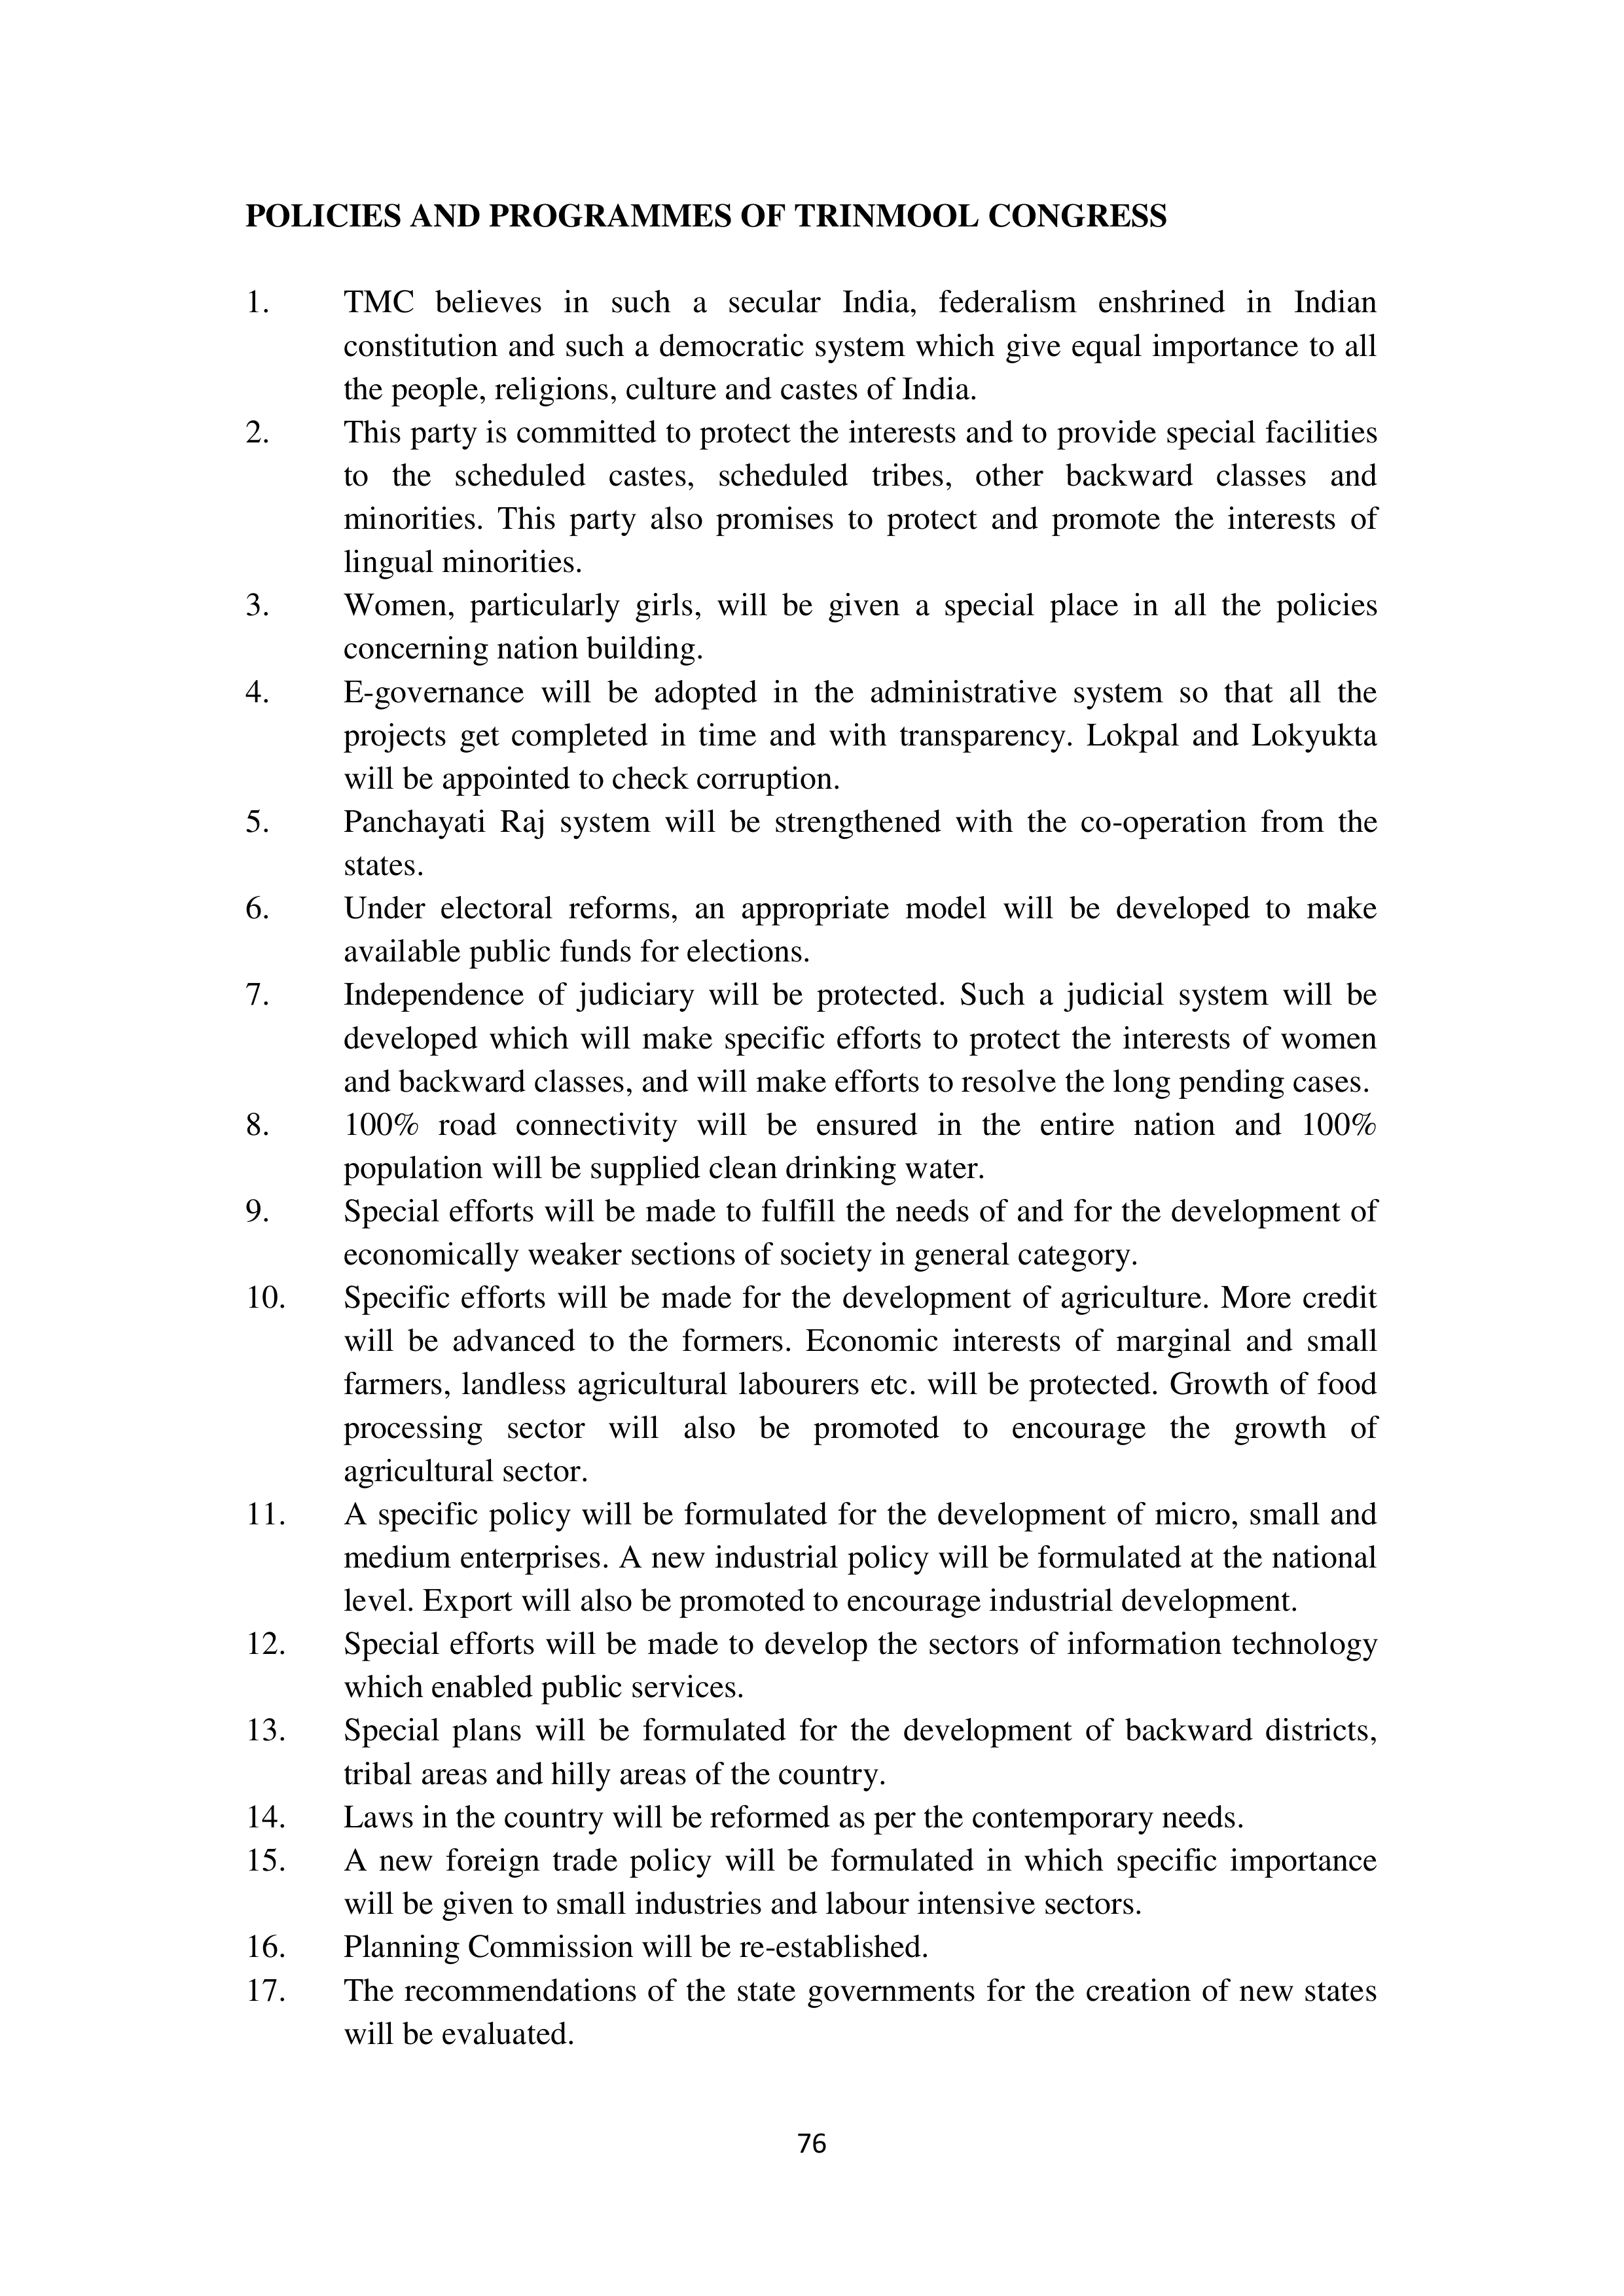 POLICIES AND PROGRAMMES OF TRINMOOL CONGRESS
1. TMC believes in such a secular India, federalism enshrined in Indian
constitution and such a democratic system which give equal importance to all
the people, religions, culture and castes of India.
2. This party is committed to protect the interests and to provide special facilities
to the scheduled castes, scheduled tribes, other backward classes and
minorities. This party also promises to protect and promote the interests of
lingual minorities.
3. Women, particularly girls, will be given a special place in all the policies
concerning nation building.
4. E-governance will be adopted in the administrative system so that all the
projects get completed in time and with transparency. Lokpal and Lokyukta
will be appointed to check corruption.
5. Panchayati Raj system will be strengthened with the co-operation from the
states.
6. Under electoral reforms, an appropriate model will be developed to make
available public funds for elections.
7. Independence of judiciary will be protected. Such a judicial system will be
developed which will make specific efforts to protect the interests of women
and backward classes, and will make efforts to resolve the long pending cases.
8. 100% road connectivity will be ensured in the entire nation and 100%
population will be supplied clean drinking water.
9. Special efforts will be made to fulfill the needs of and for the development of
economically weaker sections of society in general category.
10. Specific efforts will be made for the development of agriculture. More credit
will be advanced to the formers. Economic interests of marginal and small
farmers, landless agricultural labourers etc. will be protected. Growth of food
processing sector will also be promoted to encourage the growth of
agricultural sector.
11. A specific policy will be formulated for the development of micro, small and
medium enterprises. A new industrial policy will be formulated at the national
level. Export will also be promoted to encourage industrial development.
12. Special efforts will be made to develop the sectors of information technology
which enabled public services.
13. Special plans will be formulated for the development of backward districts,
tribal areas and hilly areas of the country.
14. Laws in the country will be reformed as per the contemporary needs.
15. A new foreign trade policy will be formulated in which specific importance
will be given to small industries and labour intensive sectors.
16. Planning Commission will be re-established.
17. The recommendations of the state governments for the creation of new states
will be evaluated.
76